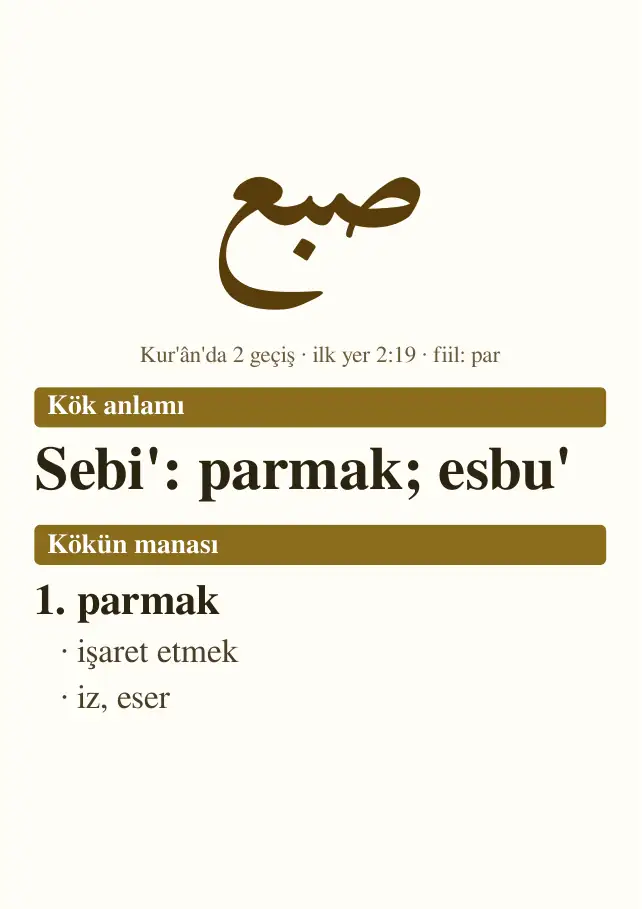 صبع
Kur'ân'da 2 geçiş · ilk yer 2:19 · fiil: par
Kök anlamı
Sebi': parmak; esbu'
Kökün manası
1. parmak
· işaret etmek
· iz, eser